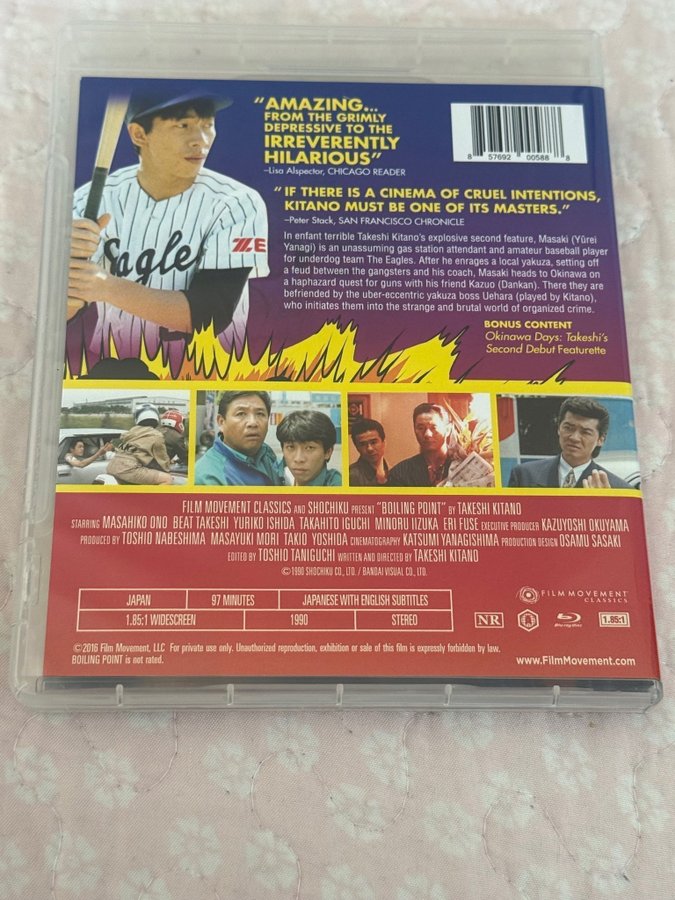 “AMAZING...
FROM THE GRIMLY
DEPRESSIVE TO THE
IRREVERENTLY
HILARIOUS”
–Lisa Alspector, CHICAGO READER
8 57692 00588 8
“IF THERE IS A CINEMA OF CRUEL INTENTIONS,
KITANO MUST BE ONE OF ITS MASTERS.”
–Peter Stack, SAN FRANCISCO CHRONICLE
In enfant terrible Takeshi Kitano’s explosive second feature, Masaki (Yûrei
Yanagi) is an unassuming gas station attendant and amateur baseball player
for underdog team The Eagles. After he enrages a local yakuza, setting off
a feud between the gangsters and his coach, Masaki heads to Okinawa on
a haphazard quest for guns with his friend Kazuo (Dankan). There they are
befriended by the uber-eccentric yakuza boss Uehara (played by Kitano),
who initiates them into the strange and brutal world of organized crime.
Eagle
BONUS CONTENT
Okinawa Days: Takeshi’s
Second Debut Featurette
FILM MOVEMENT CLASSICS AND SHOCHIKU PRESENT “BOILING POINT” BY TAKESHI KITANO
STARRING MASAHIKO ONO BEAT TAKESHI YURIKO ISHIDA TAKAHITO IGUCHI MINORU IIZUKA ERI FUSE EXECUTIVE PRODUCER KAZUYOSHI OKUYAMA
PRODUCED BY TOSHIO NABESHIMA MASAYUKI MORI TAKIO YOSHIDA CINEMATOGRAPHY KATSUMI YANAGISHIMA PRODUCTION DESIGN OSAMU SASAKI
EDITED BY TOSHIO TANIGUCHI WRITTEN AND DIRECTED BY TAKESHI KITANO
©1990 SHOCHIKU CO., LTD. / BANDAI VISUAL CO., LTD.
JAPAN 97 MINUTES JAPANESE WITH ENGLISH SUBTITLES
1.85:1 WIDESCREEN 1990 STEREO
FILM MOVEMENT
CLASSICS
NR A Blu-ray Disc 1.85:1
©2016 Film Movement, LLC For private use only. Unauthorized reproduction, exhibition or sale of this film is expressly forbidden by law.
BOILING POINT is not rated.
www.FilmMovement.com